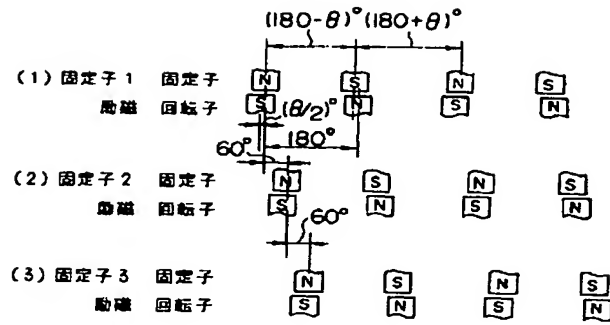 (180-θ)° (180+θ)°
(1) 固定子1 固定子 N S N S
励磁 回転子 S N S N
(θ/2)°
180°
60°
(2) 固定子2 固定子 N S N S
励磁 回転子 S N S N
60°
(3) 固定子3 固定子 N S N S
励磁 回転子 S N S N